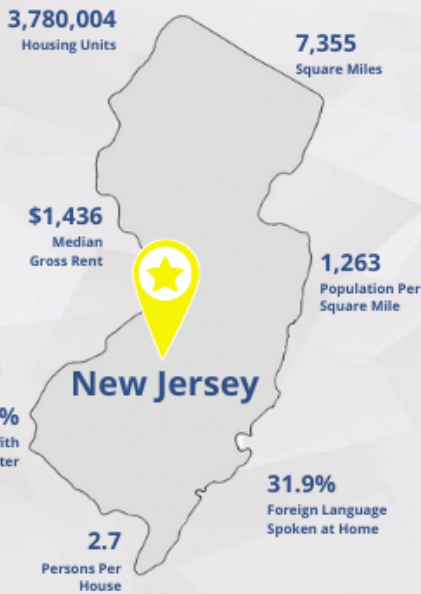 3,780,004
Housing Units
7,355
Square Miles
$1,436
Median
Gross Rent
1,263
Population Per
Square Mile
New Jersey
%
31.9%
Foreign Language
Spoken at Home
2.7
Persons Per
House